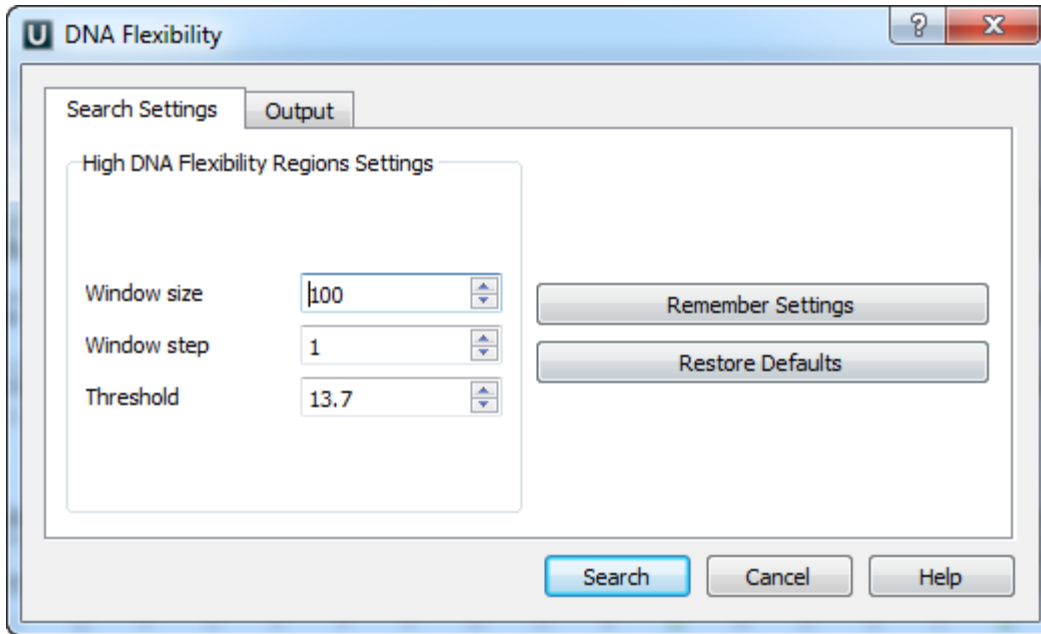 U DNA Flexibility
Search Settings Output
High DNA Flexibility Regions Settings
Window size 100
Remember Settings
Window step 1
Restore Defaults
Threshold 13.7
Search Cancel Help